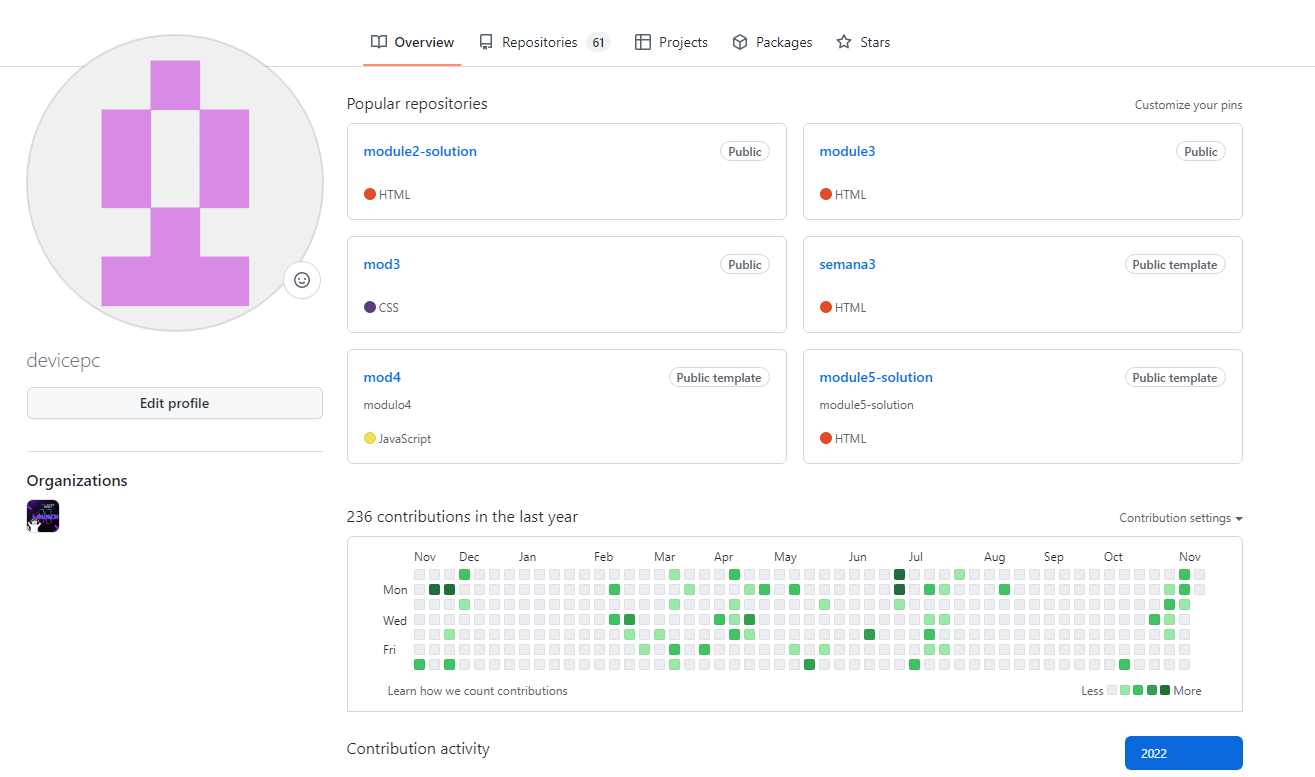 Overview Repositories 61 Projects Packages Stars
Popular repositories
Customize your pins
module2-solution Public
HTML
module3 Public
HTML
mod3 Public
CSS
semana3 Public template
HTML
mod4 Public template
modulo4
JavaScript
module5-solution Public template
module5-solution
HTML
devicepc
Edit profile
Organizations
236 contributions in the last year
Contribution settings
Nov Dec Jan Feb Mar Apr May Jun Jul Aug Sep Oct Nov
Mon
Wed
Fri
Learn how we count contributions
Less More
Contribution activity
2022